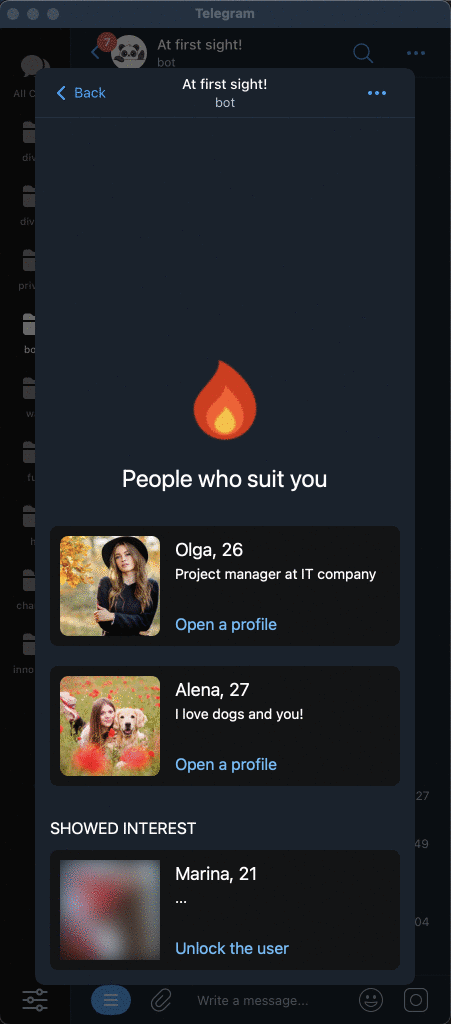 Telegram
7
At first sight!
bot
Back
At first sight!
bot
All C
div
div
priv
bo
w
fu
h
cha
inno
People who suit you
Olga, 26
Project manager at IT company
Open a profile
Alena, 27
I love dogs and you!
Open a profile
27
SHOWED INTEREST
49
Marina, 21
...
04
Unlock the user
Write a message...